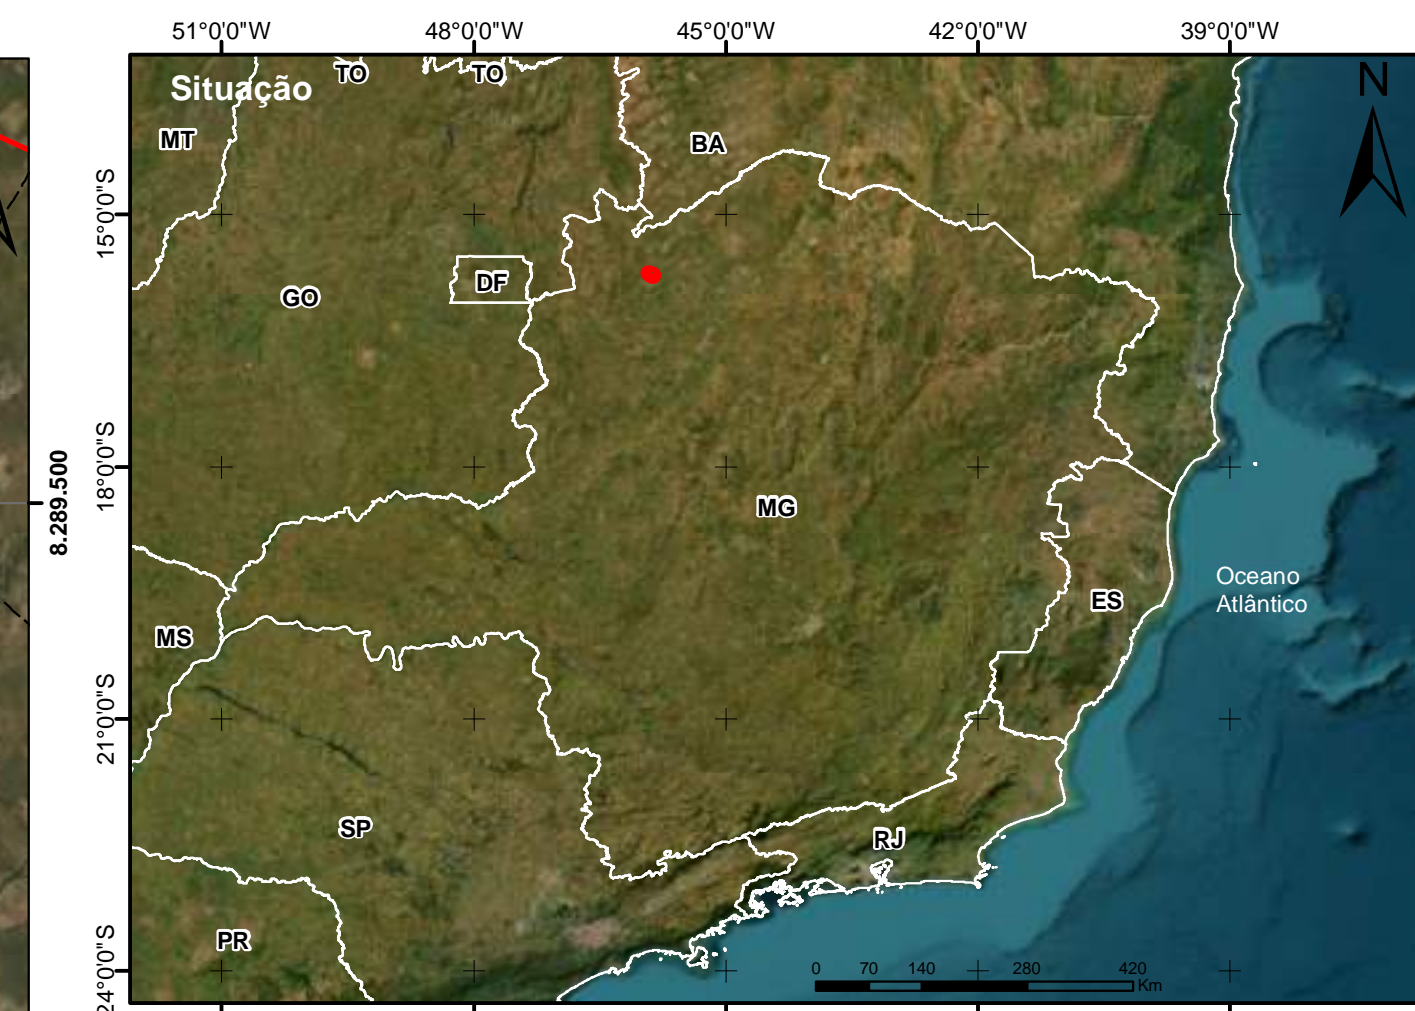 51°0'0"W
48°0'0"W
45°0'0"W
42°0'0"W
39°0'0"W
Situação
TO
TO
N
MT
BA
15°0'0"S
DF
GO
18°0'0"S
8.289.500
MG
Oceano
Atlântico
ES
MS
21°0'0"S
SP
RJ
PR
24°0'0"S
0 70 140 280 420
Km